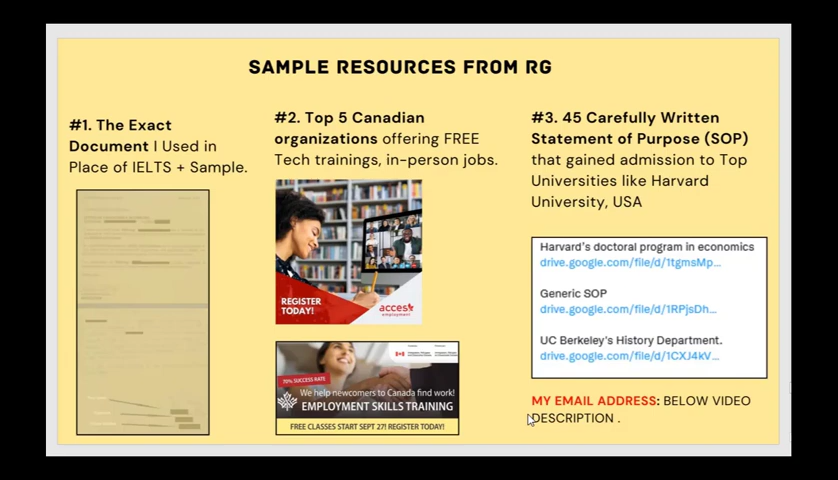 SAMPLE RESOURCES FROM RG
#1. The Exact
Document I Used in
Place of IELTS + Sample.
#2. Top 5 Canadian
organizations offering FREE
Tech trainings, in-person jobs.
REGISTER
TODAY!
acces
employment
70% SUCCESS RATE
We help newcomers to Canada find work!
EMPLOYMENT SKILLS TRAINING
FREE CLASSES START SEPT 27! REGISTER TODAY!
#3. 45 Carefully Written
Statement of Purpose (SOP)
that gained admission to Top
Universities like Harvard
University, USA
Harvard's doctoral program in economics
drive.google.com/file/d/1tgmsMp...
Generic SOP
drive.google.com/file/d/1RPjsDh...
UC Berkeley's History Department.
drive.google.com/file/d/1CXJ4kV...
MY EMAIL ADDRESS: BELOW VIDEO
DESCRIPTION .